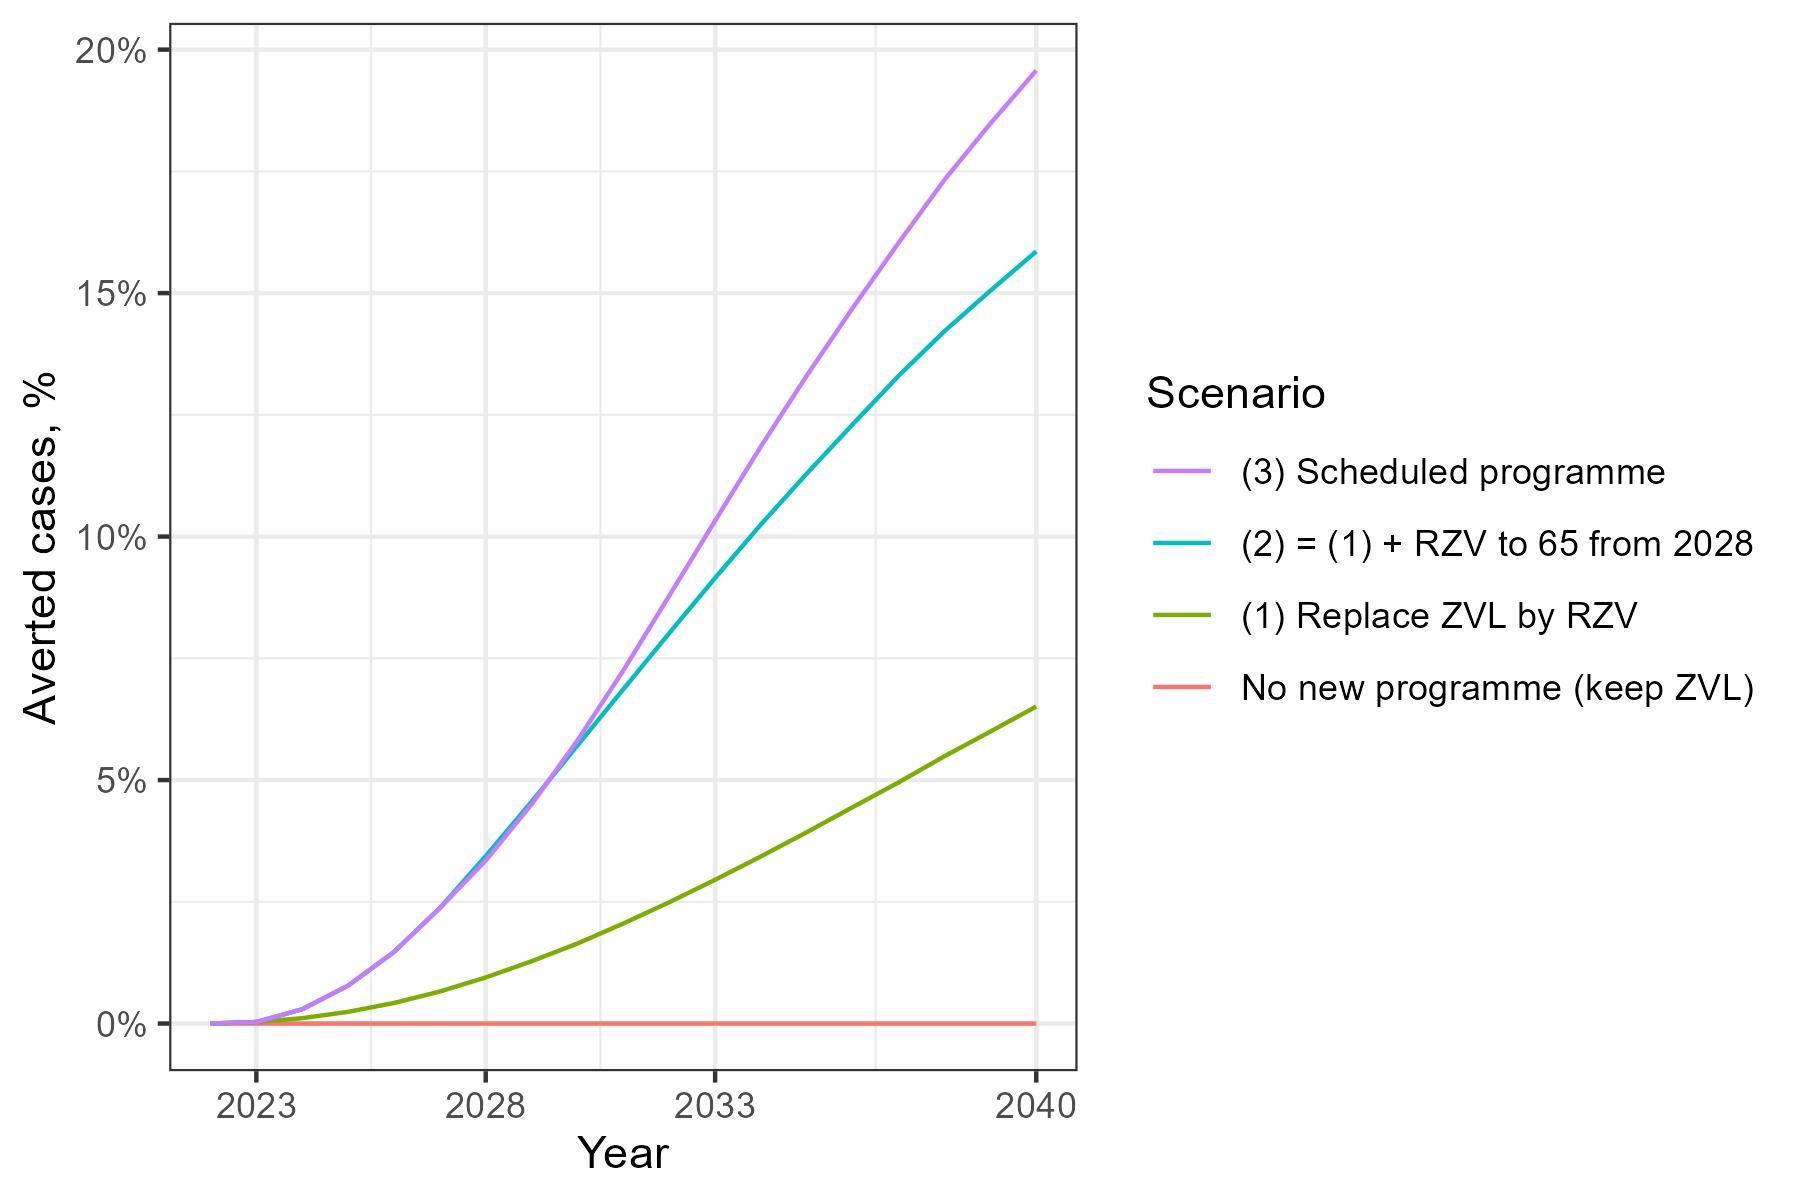 20%
15%
10%
5%
0%
Averted cases, %
2023
2028
2033
2040
Year
Scenario
(3) Scheduled programme
(2) = (1) + RZV to 65 from 2028
(1) Replace ZVL by RZV
No new programme (keep ZVL)